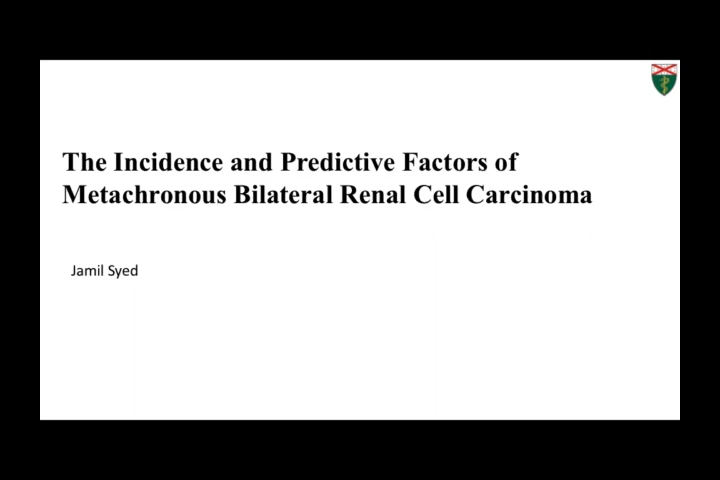 The Incidence and Predictive Factors of
Metachronous Bilateral Renal Cell Carcinoma
Jamil Syed